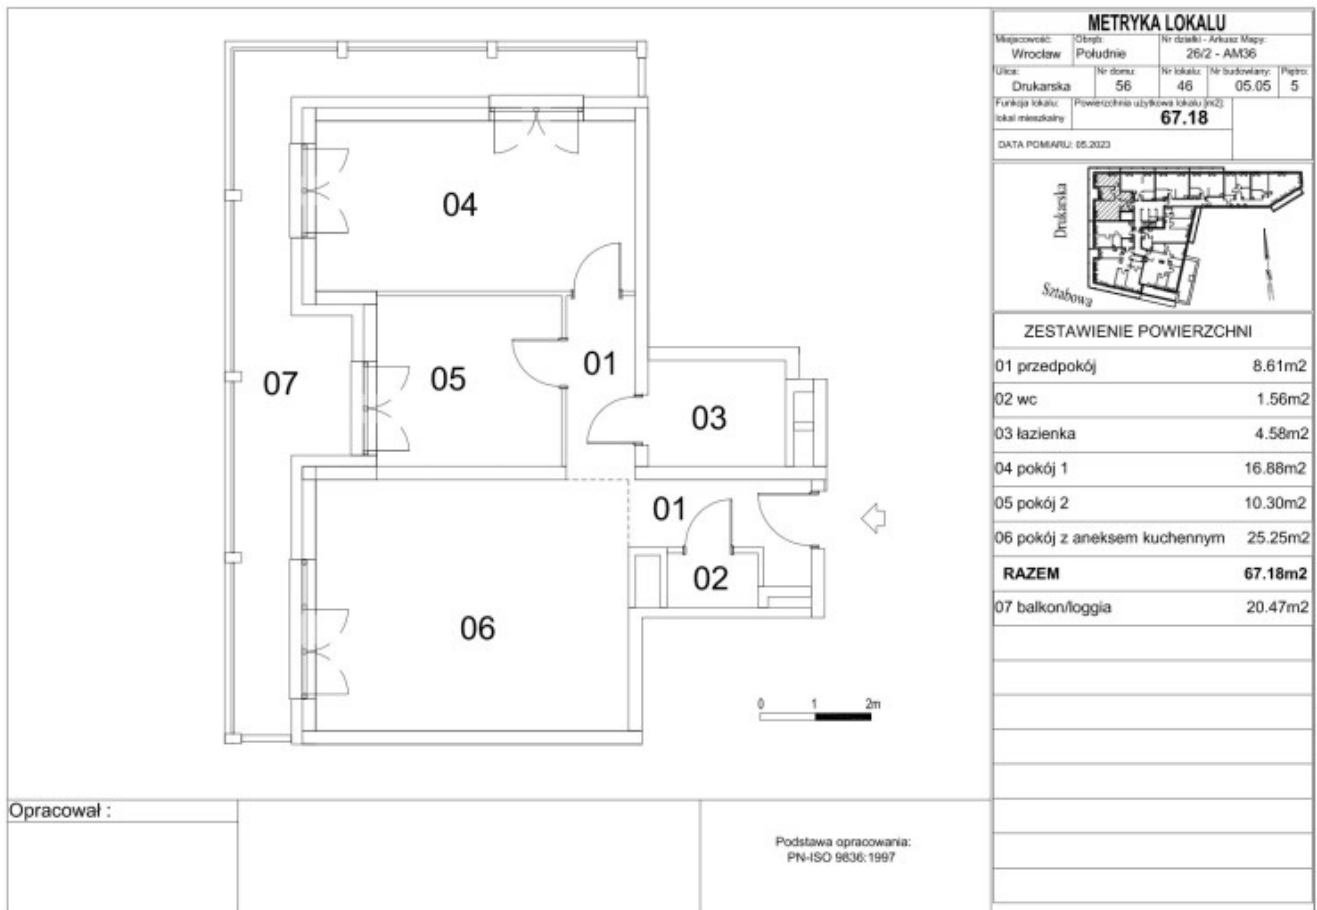 METRYKA LOKALU
Miejscowość: Obręb: Nr działki - Arkusz Mapy:
Wrocław Południe 26/2 - AM36
Ulica: Nr domu: Nr lokalu: Nr budowlany: Piętro:
Drukarska 56 46 05.05 5
Funkcja lokalu: Powierzchnia użytkowa lokalu [m2]:
lokal mieszkalny 67.18
DATA POMIARU: 05.2023
Drukarska
Sztabowa
ZESTAWIENIE POWIERZCHNI
01 przedpokój 8.61m2
02 wc 1.56m2
03 łazienka 4.58m2
04 pokój 1 16.88m2
05 pokój 2 10.30m2
06 pokój z aneksem kuchennym 25.25m2
RAZEM 67.18m2
07 balkon/loggia 20.47m2
04
01
05
07
03
01
02
06
0 1 2m
Opracował :
Podstawa opracowania:
PN-ISO 9836:1997